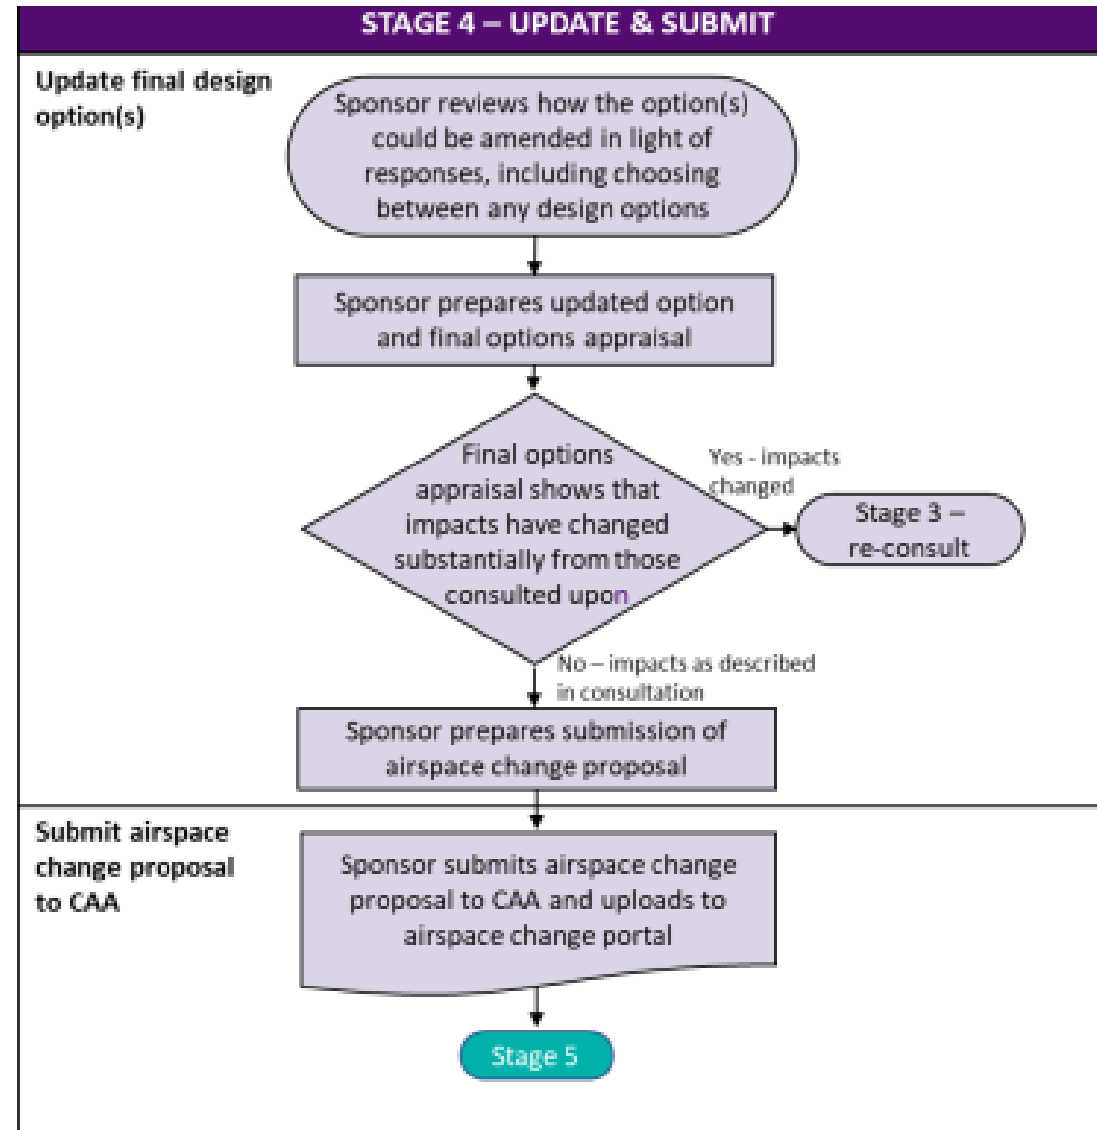 STAGE 4 – UPDATE & SUBMIT
Update final design
option(s)
Sponsor reviews how the option(s)
could be amended in light of
responses, including choosing
between any design options
Sponsor prepares updated option
and final options appraisal
Final options
appraisal shows that
impacts have changed
substantially from those
consulted upon
Yes - impacts
changed
Stage 3 –
re-consult
No – impacts as described
in consultation
Sponsor prepares submission of
airspace change proposal
Submit airspace
change proposal
to CAA
Sponsor submits airspace change
proposal to CAA and uploads to
airspace change portal
Stage 5